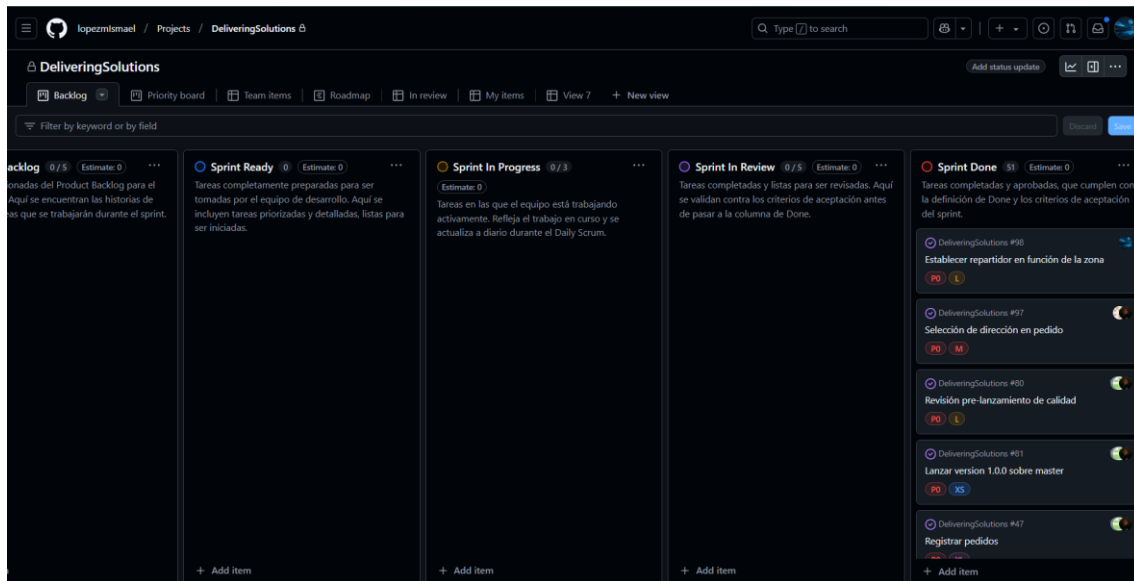 lopezmIsmael / Projects / DeliveringSolutions
Type / to search
DeliveringSolutions
Add status update
Backlog
Priority board
Team items
Roadmap
In review
My items
View 7
+ New view
Filter by keyword or by field
Discard
Save
acklog 0 / 5 Estimate: 0 ...
onadas del Product Backlog para el
Aquí se encuentran las historias de
eas que se trabajarán durante el sprint.
Sprint Ready 0 Estimate: 0 ...
Tareas completamente preparadas para ser
tomadas por el equipo de desarrollo. Aquí se
incluyen tareas priorizadas y detalladas, listas para
ser iniciadas.
+ Add item
Sprint In Progress 0 / 3 ...
Estimate: 0
Tareas en las que el equipo está trabajando
activamente. Refleja el trabajo en curso y se
actualiza a diario durante el Daily Scrum.
+ Add item
Sprint In Review 0 / 5 Estimate: 0 ...
Tareas completadas y listas para ser revisadas. Aquí
se validan contra los criterios de aceptación antes
de pasar a la columna de Done.
+ Add item
Sprint Done 51 Estimate: 0 ...
Tareas completadas y aprobadas, que cumplen con
la definición de Done y los criterios de aceptación
del sprint.
DeliveringSolutions #98
Establecer repartidor en función de la zona
P0 L
DeliveringSolutions #97
Selección de dirección en pedido
P0 M
DeliveringSolutions #80
Revisión pre-lanzamiento de calidad
P0 L
DeliveringSolutions #81
Lanzar version 1.0.0 sobre master
P0 XS
DeliveringSolutions #47
Registrar pedidos
+ Add item